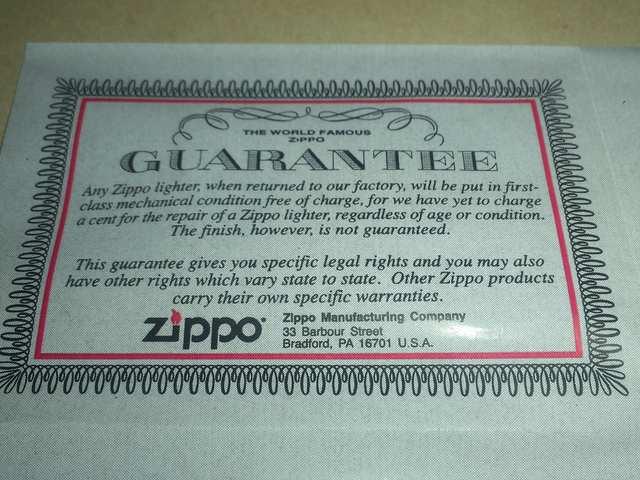 THE WORLD FAMOUS
ZIPPO
GUARANTEE
Any Zippo lighter, when returned to our factory, will be put in first-
class mechanical condition free of charge, for we have yet to charge
a cent for the repair of a Zippo lighter, regardless of age or condition.
The finish, however, is not guaranteed.
This guarantee gives you specific legal rights and you may also
have other rights which vary state to state. Other Zippo products
carry their own specific warranties.
Zippo
Zippo Manufacturing Company
33 Barbour Street
Bradford, PA 16701 U.S.A.